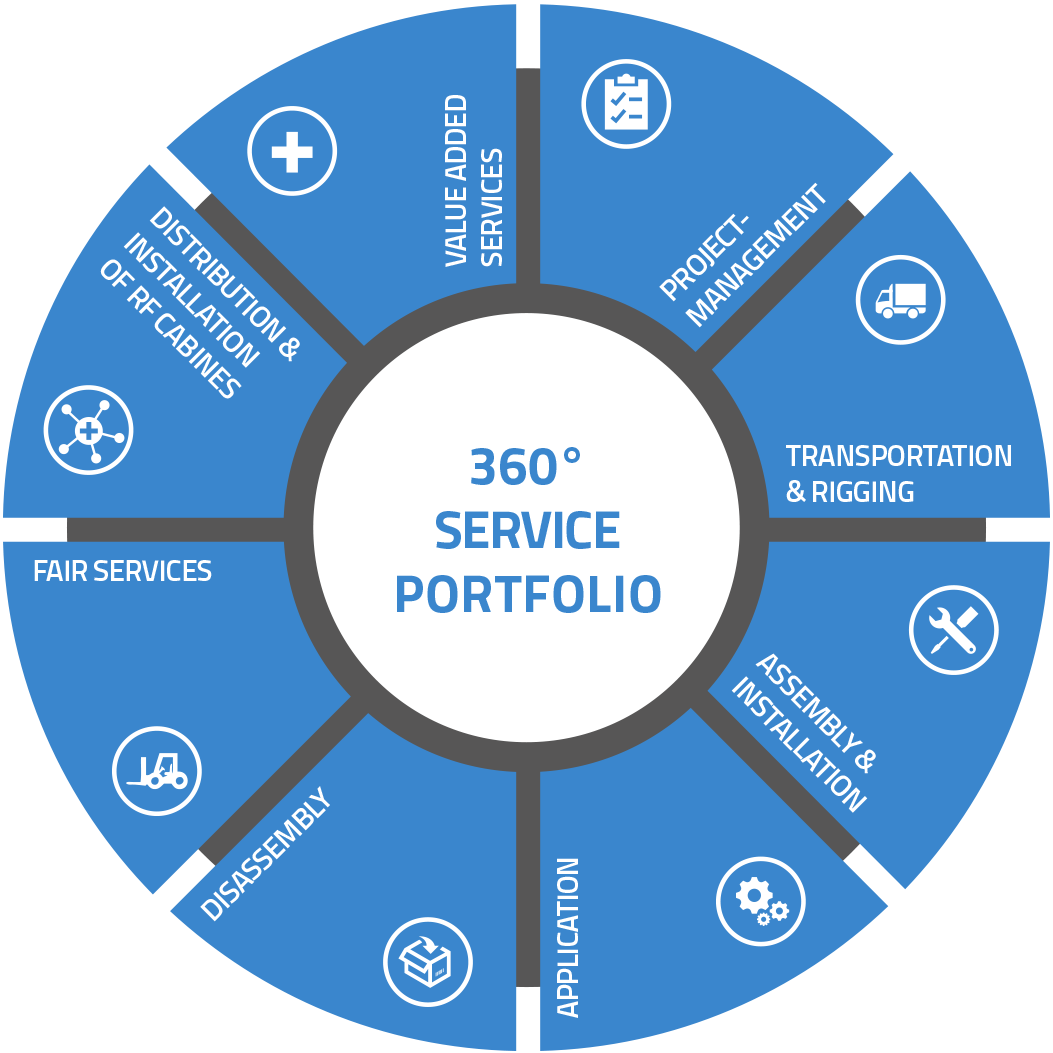 360°
SERVICE
PORTFOLIO
PROJECT-
MANAGEMENT
TRANSPORTATION
& RIGGING
ASSEMBLY &
INSTALLATION
APPLICATION
DISASSEMBLY
FAIR SERVICES
DISTRIBUTION &
INSTALLATION
OF RF CABINES
VALUE ADDED
SERVICES